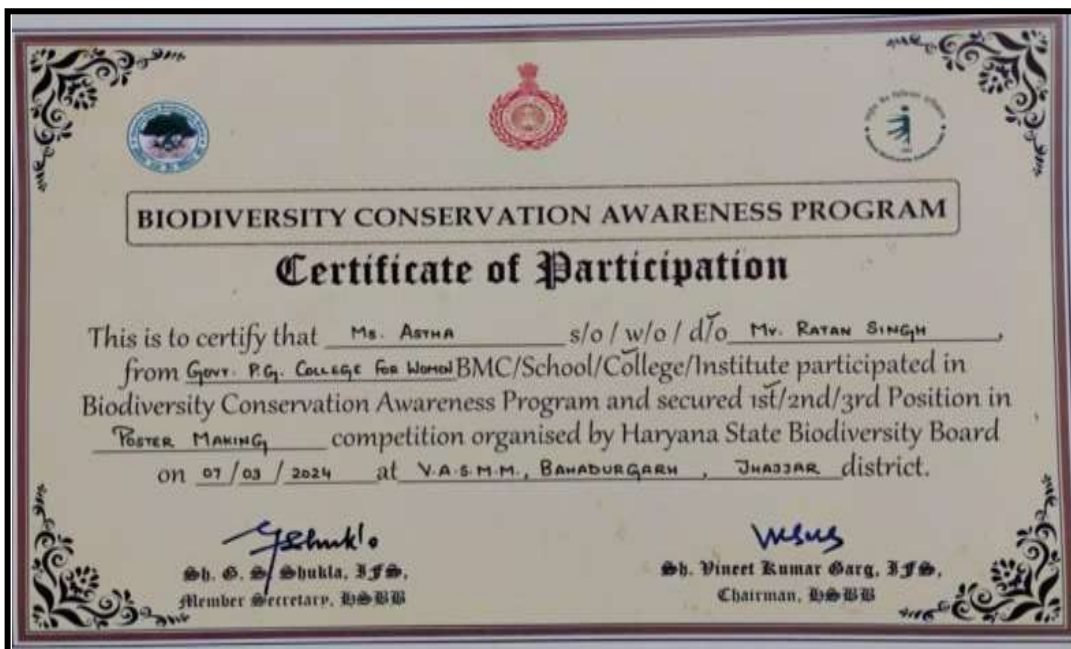 BIODIVERSITY CONSERVATION AWARENESS PROGRAM
Certificate of Participation
This is to certify that Ms. ASTHA s/o / w/o / d/o Mr. RATAN SINGH,
from GOVT. P.G. COLLEGE FOR WOMEN BMC/School/College/Institute participated in
Biodiversity Conservation Awareness Program and secured 1st/2nd/3rd Position in
POSTER MAKING competition organised by Haryana State Biodiversity Board
on 07/03/2024 at V.A.S.M.M., BAHADURGARH, JHAJJAR district.
Sh. G. S. Shukla, IFS,
Member Secretary, HSBB
Sh. Vineet Kumar Garg, IFS,
Chairman, HSBB